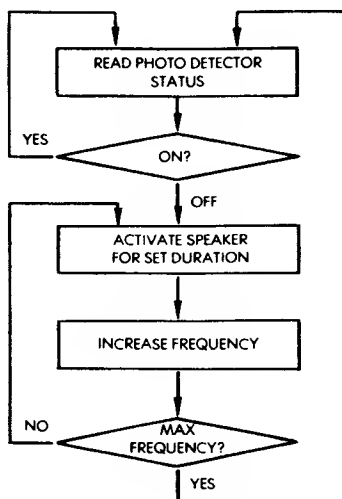 READ PHOTO DETECTOR
STATUS
YES
ON?
OFF
ACTIVATE SPEAKER
FOR SET DURATION
INCREASE FREQUENCY
NO
MAX
FREQUENCY?
YES